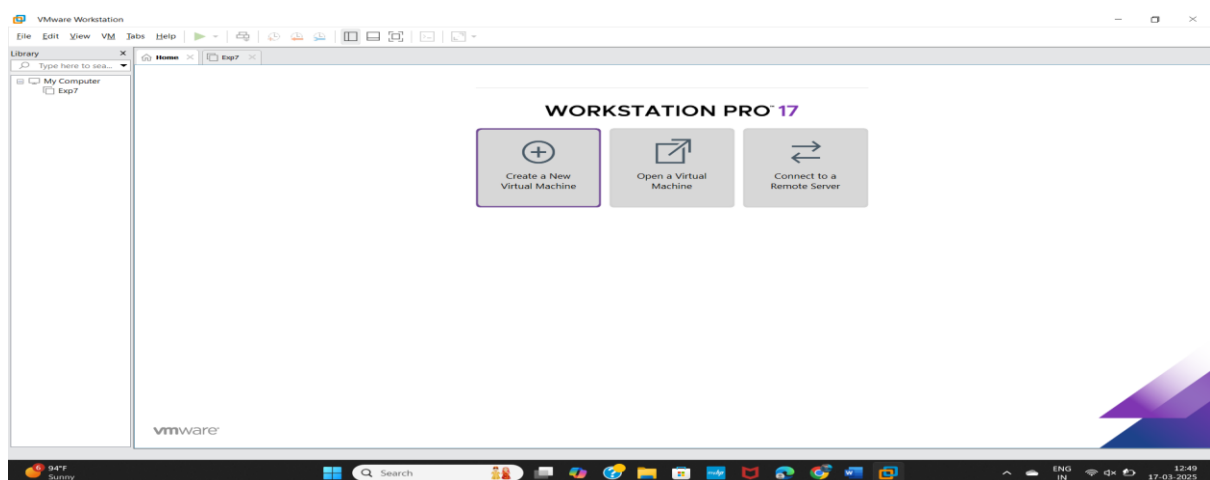 VMware Workstation
File Edit View VM Tabs Help
Library
Type here to sea...
My Computer
Exp7
Home
Exp7
WORKSTATION PRO™ 17
Create a New
Virtual Machine
Open a Virtual
Machine
Connect to a
Remote Server
vmware
6
94°F
Sunny
Search
ENG
IN
12:49
17-03-2025